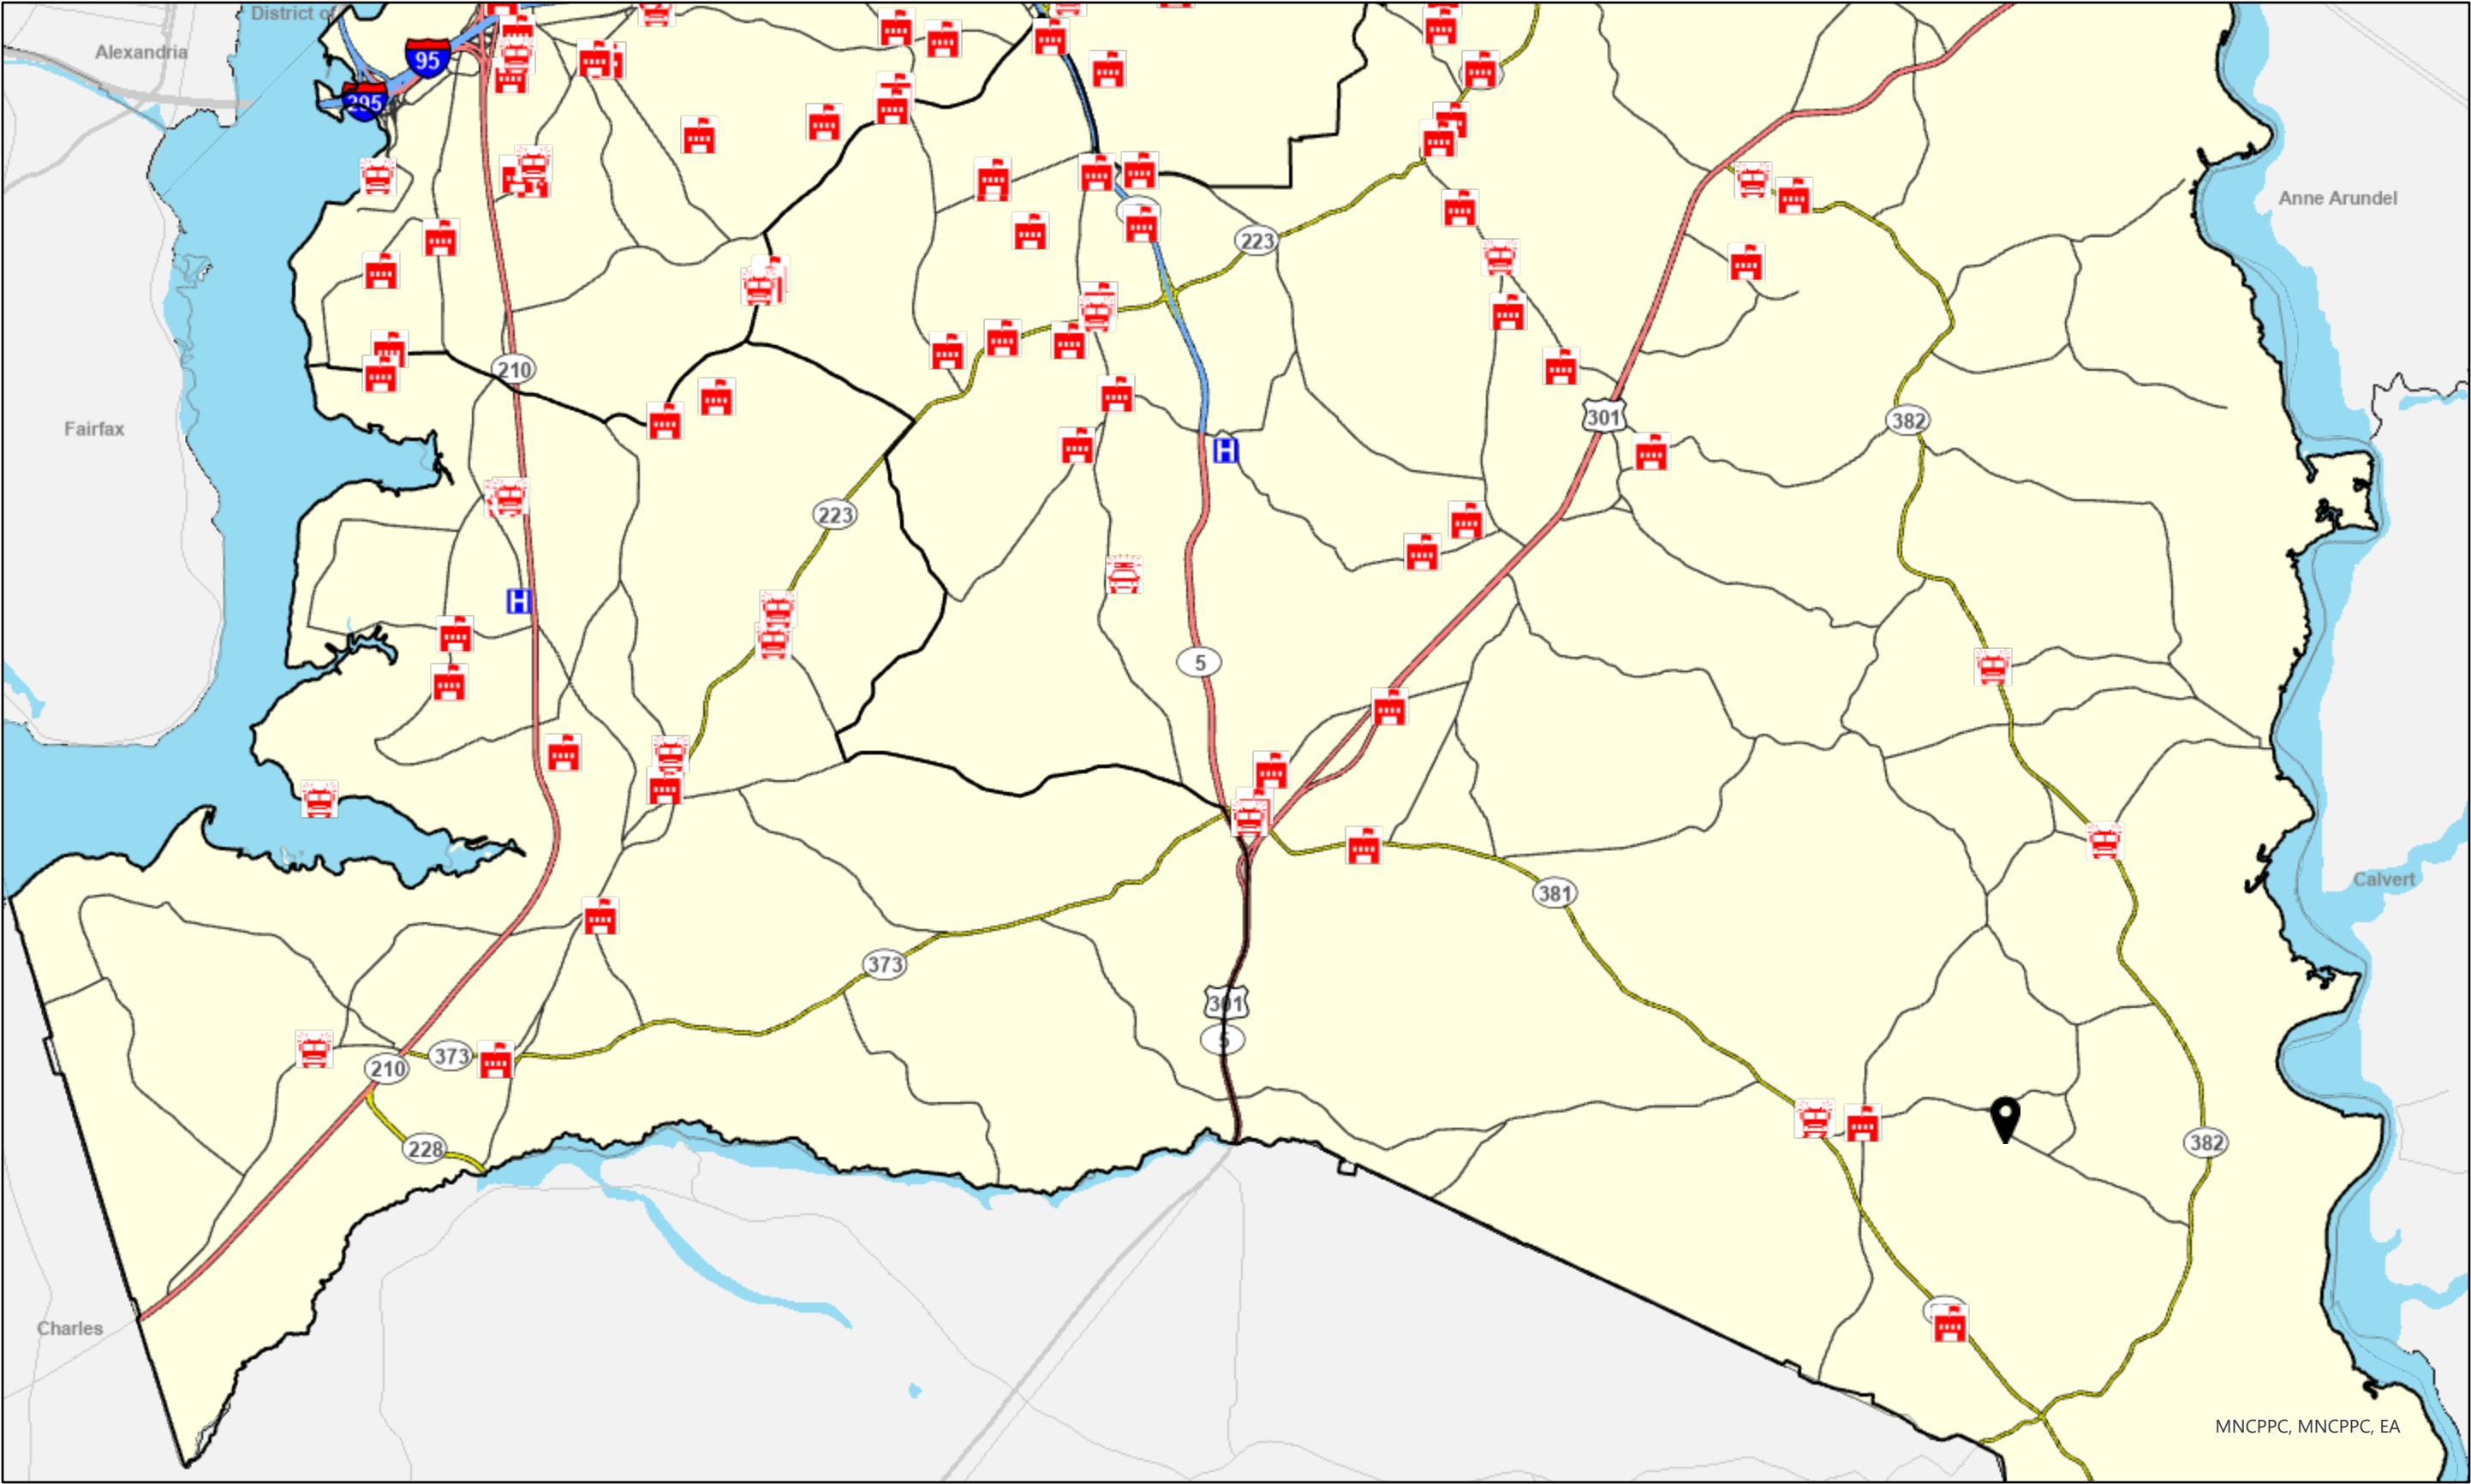 District of
Alexandria
95
295
Anne Arundel
223
210
301
382
Fairfax
H
223
H
5
381
Calvert
373
301
5
373
210
382
228
Charles
MNCPPC, MNCPPC, EA